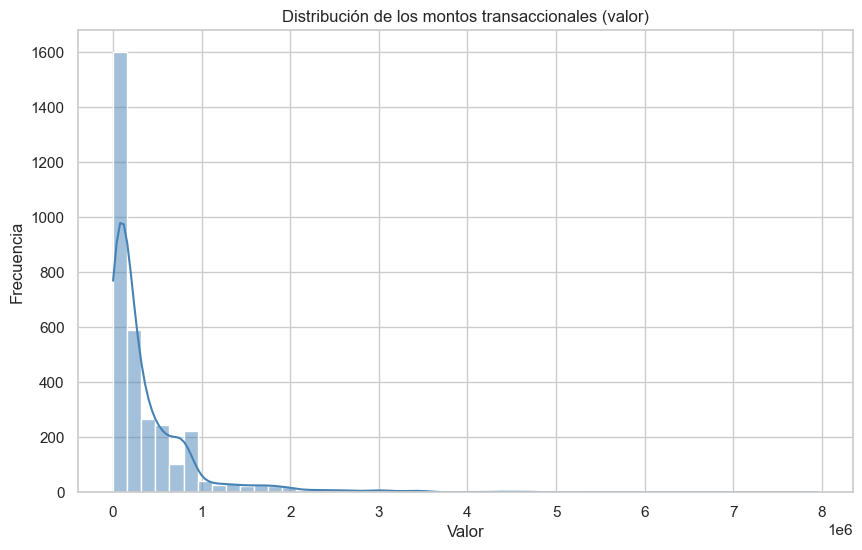 Distribución de los montos transaccionales (valor)
Frecuencia
1600
1400
1200
1000
800
600
400
200
0
0 1 2 3 4 5 6 7 8
1e6
Valor